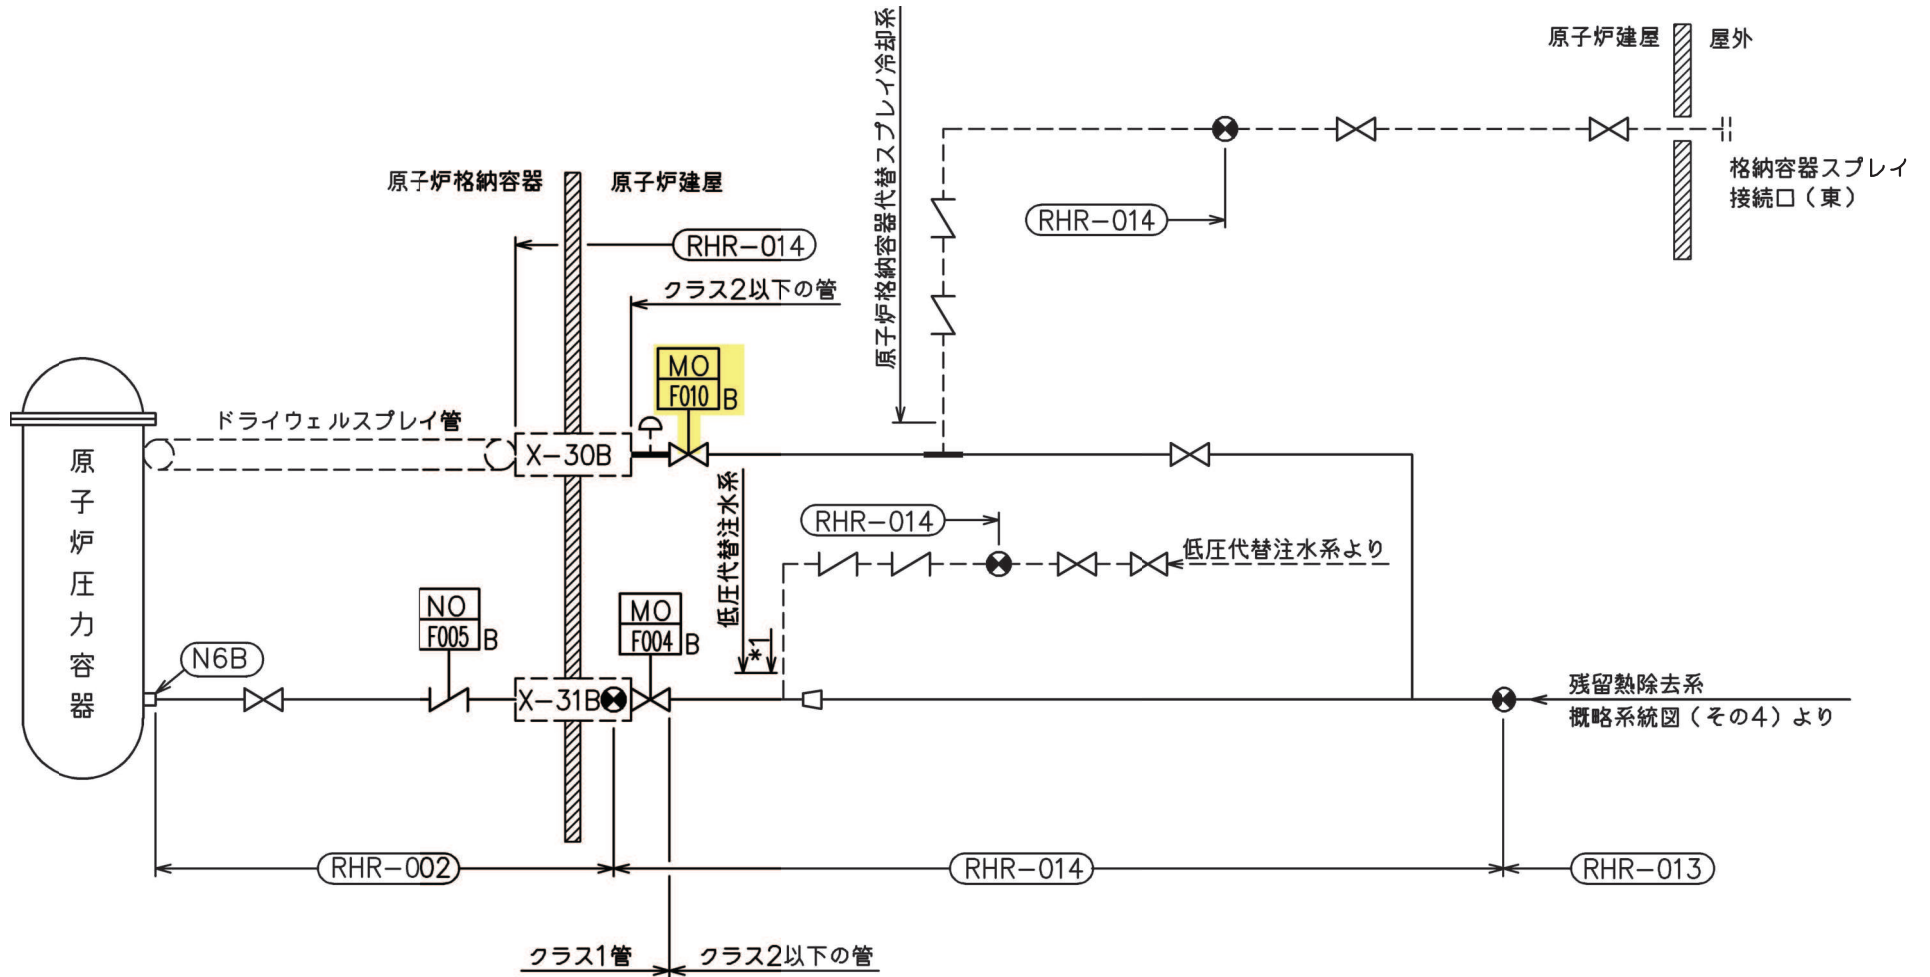 原子炉建屋
屋外
原子炉格納容器代替スプレイ冷却系
格納容器スプレイ
接続口（東）
原子炉格納容器
原子炉建屋
RHR-014
RHR-014
クラス2以下の管
MO
F010
B
ドライウェルスプレイ管
X-30B
原子炉圧力容器
低圧代替注水系
RHR-014
低圧代替注水系より
NO
F005
B
MO
F004
B
*1
N6B
X-31B
残留熱除去系
概略系統図（その4）より
RHR-002
RHR-014
RHR-013
クラス1管
クラス2以下の管